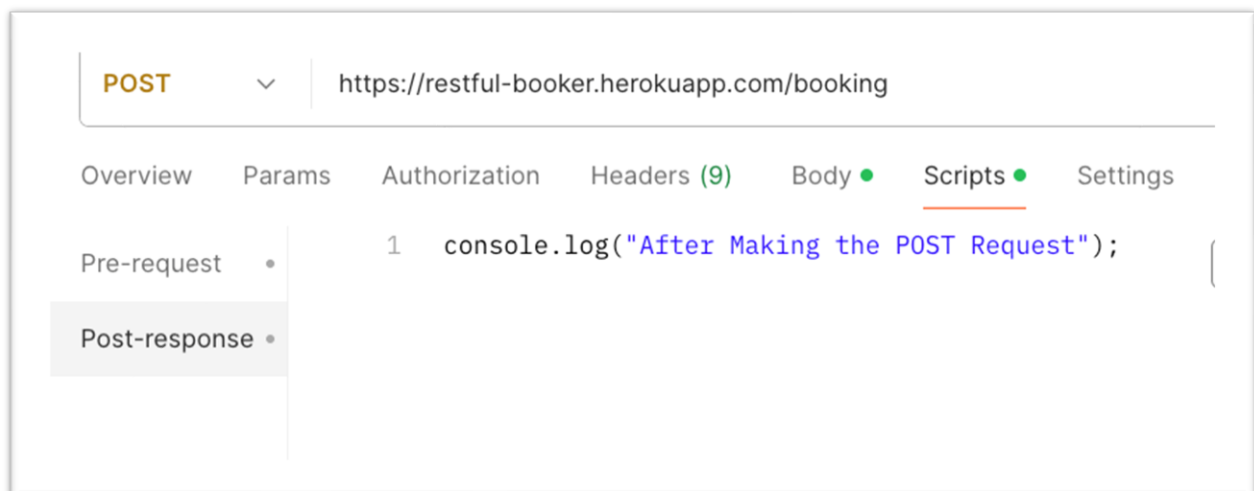 POST https://restful-booker.herokuapp.com/booking
Overview Params Authorization Headers (9) Body Scripts Settings
Pre-request
Post-response
1 console.log("After Making the POST Request");